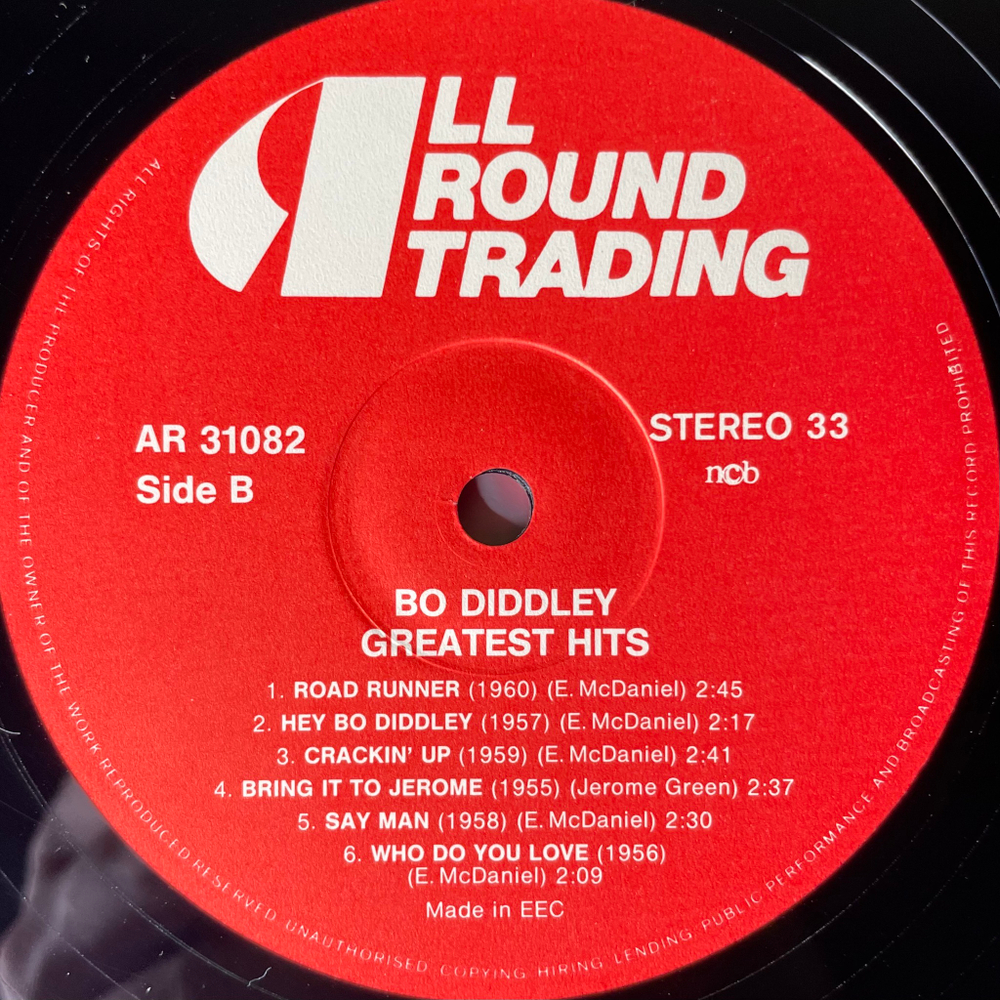 ALL
ROUND
TRADING
AR 31082
Side B
STEREO 33
ncb
BO DIDDLEY
GREATEST HITS
1. ROAD RUNNER (1960) (E. McDaniel) 2:45
2. HEY BO DIDDLEY (1957) (E. McDaniel) 2:17
3. CRACKIN' UP (1959) (E. McDaniel) 2:41
4. BRING IT TO JEROME (1955) (Jerome Green) 2:37
5. SAY MAN (1958) (E. McDaniel) 2:30
6. WHO DO YOU LOVE (1956)
(E. McDaniel) 2:09
Made in EEC
ALL RIGHTS OF THE PRODUCER AND OF THE OWNER OF THE WORK REPRODUCED RESERVED UNAUTHORISED COPYING HIRING LENDING PUBLIC PERFORMANCE AND BROADCASTING OF THIS RECORD PROHIBITED